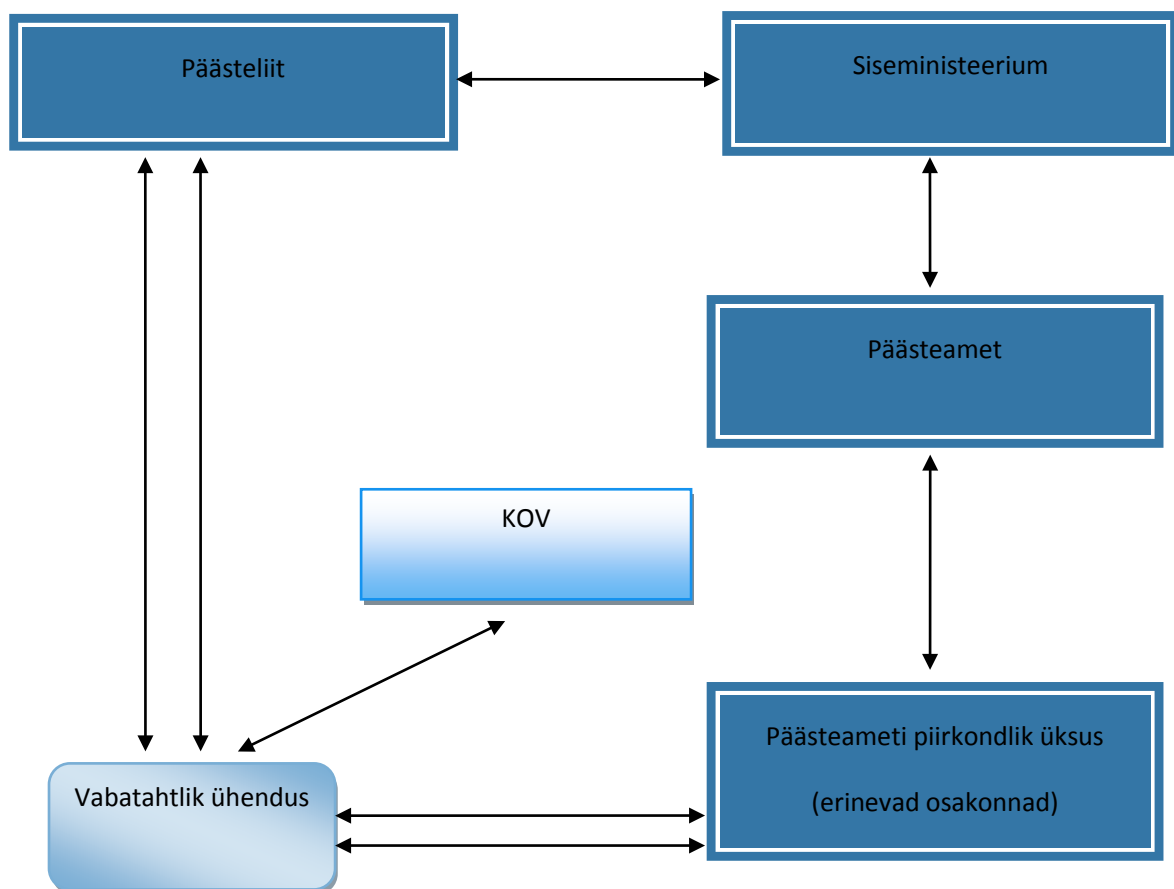 Päästeliit
Siseministeerium
Päästeamet
KOV
Päästeameti piirkondlik üksus
(erinevad osakonnad)
Vabatahtlik ühendus